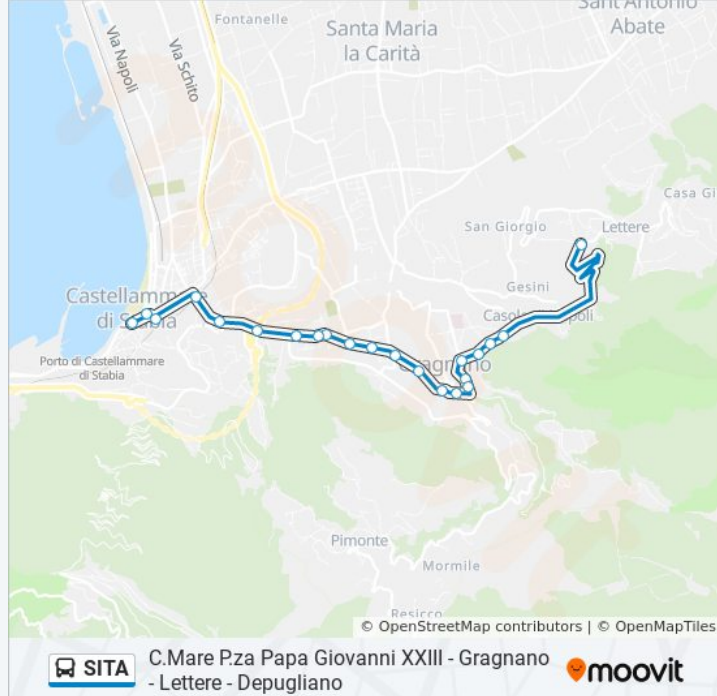 Sant'Antonio
Abate
Fontanelle
Santa Maria
la Carità
Via Napoli
Via Schito
Casa Gi
San Giorgio
Lettere
Gesini
Castellammare
di Stabia
Porto di Castellammare
di Stabia
Gragnano
Pimonte
Mormile
Resicco
© OpenStreetMap contributors | © OpenMapTiles
SITA
C.Mare P.za Papa Giovanni XXIII - Gragnano
- Lettere - Depugliano
moovit